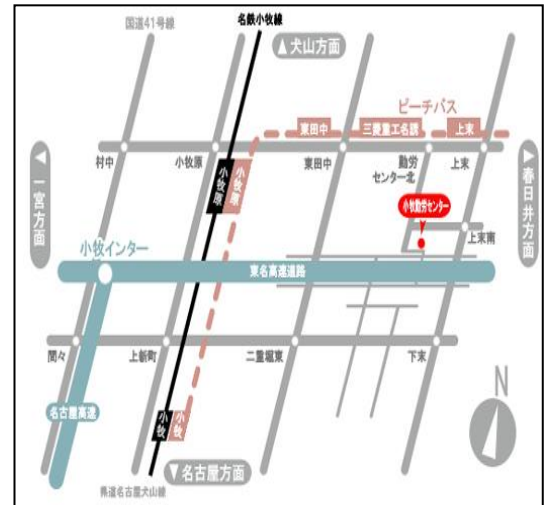 国道41号線
名鉄小牧線
▲犬山方面
ピーチバス
東田中
三菱重工名誘
上末
村中
小牧原
東田中
勤労
センター北
上末
▲一宮方面
小牧原
小牧原
小牧勤労センター
▲春日井方面
上末南
小牧インター
東名高速道路
間々
上新町
二重堀東
下末
N
名古屋高速
小牧
小牧
▼名古屋方面
県道名古屋犬山線